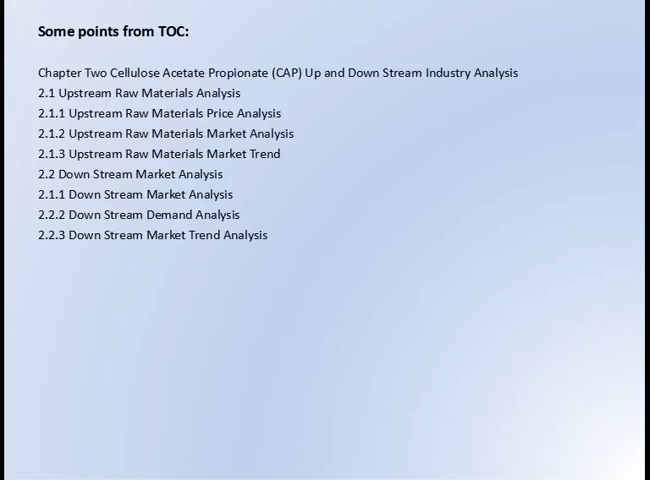 Some points from TOC:
Chapter Two Cellulose Acetate Propionate (CAP) Up and Down Stream Industry Analysis
2.1 Upstream Raw Materials Analysis
2.1.1 Upstream Raw Materials Price Analysis
2.1.2 Upstream Raw Materials Market Analysis
2.1.3 Upstream Raw Materials Market Trend
2.2 Down Stream Market Analysis
2.1.1 Down Stream Market Analysis
2.2.2 Down Stream Demand Analysis
2.2.3 Down Stream Market Trend Analysis